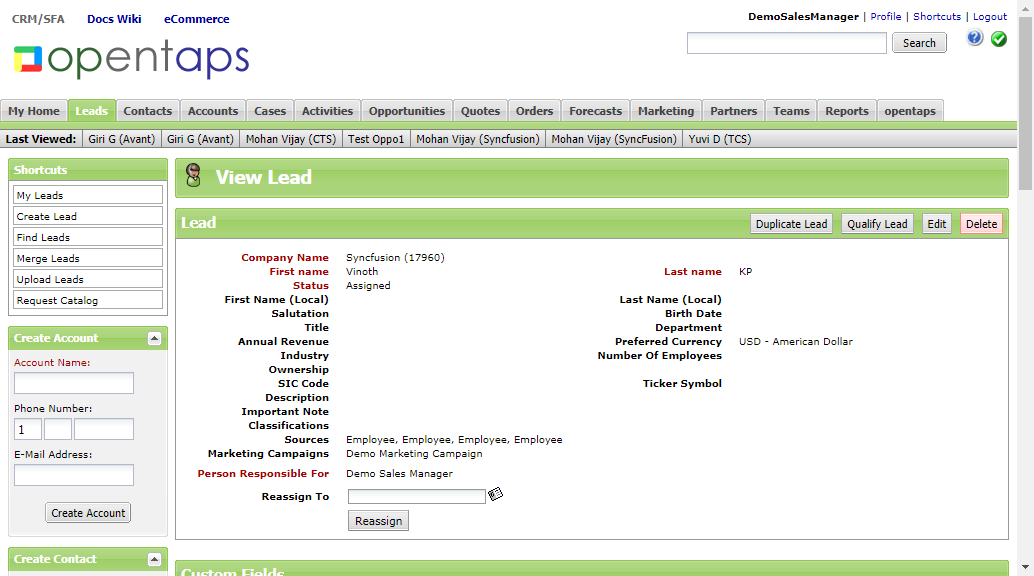 CRM/SFA Docs Wiki eCommerce
DemoSalesManager | Profile | Shortcuts | Logout
opentaps
Search
My Home Leads Contacts Accounts Cases Activities Opportunities Quotes Orders Forecasts Marketing Partners Teams Reports opentaps
Last Viewed: Giri G (Avant) Giri G (Avant) Mohan Vijay (CTS) Test Oppo1 Mohan Vijay (Syncfusion) Mohan Vijay (SyncFusion) Yuvi D (TCS)
Shortcuts
My Leads
Create Lead
Find Leads
Merge Leads
Upload Leads
Request Catalog
Create Account
Account Name:
Phone Number:
1
E-Mail Address:
Create Account
Create Contact
View Lead
Lead
Duplicate Lead Qualify Lead Edit Delete
Company Name Syncfusion (17960)
First name Vinoth Last name KP
Status Assigned
First Name (Local) Last Name (Local)
Salutation Birth Date
Title Department
Annual Revenue Preferred Currency USD - American Dollar
Industry Number Of Employees
Ownership
SIC Code Ticker Symbol
Description
Important Note
Classifications
Sources Employee, Employee, Employee, Employee
Marketing Campaigns Demo Marketing Campaign
Person Responsible For Demo Sales Manager
Reassign To
Reassign
Custom Fields